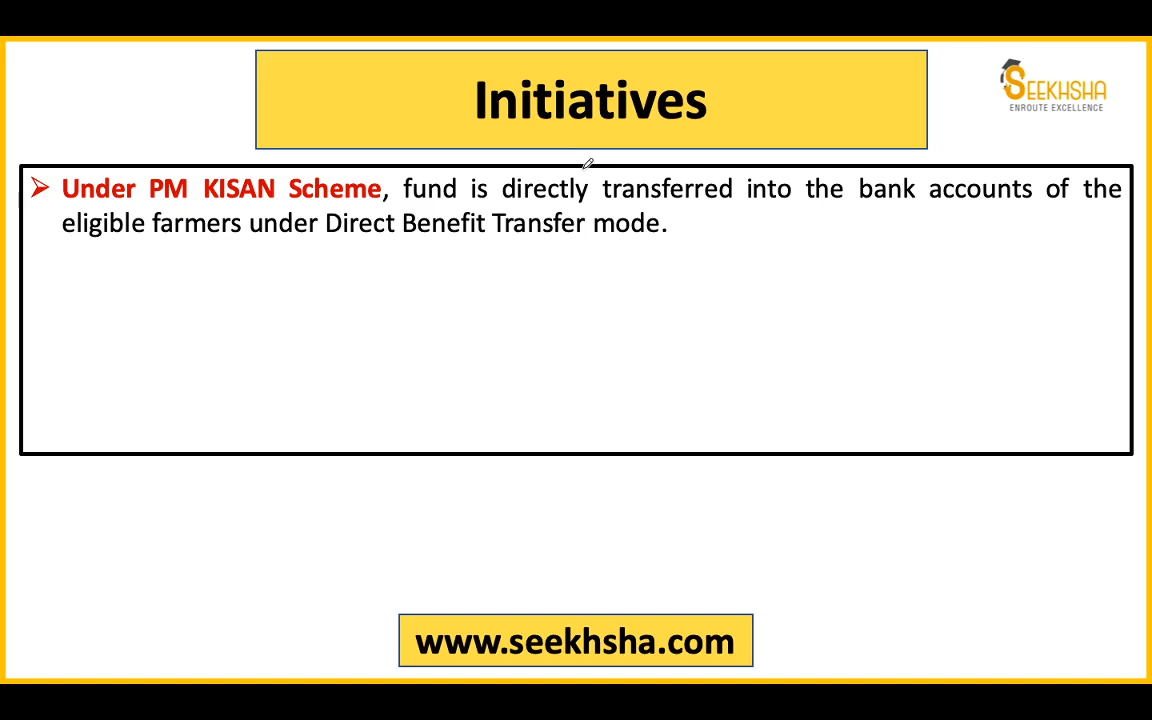 Initiatives
SEEKHSHA
ENROUTE EXCELLENCE
➢ Under PM KISAN Scheme, fund is directly transferred into the bank accounts of the
eligible farmers under Direct Benefit Transfer mode.
www.seekhsha.com